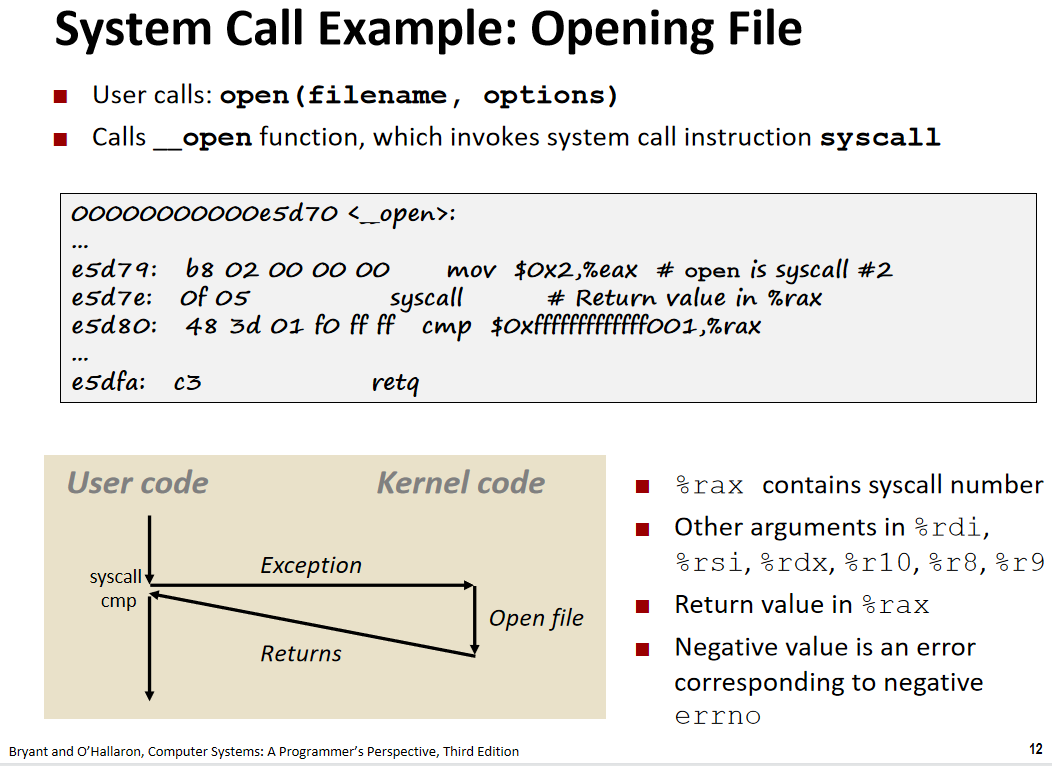 System Call Example: Opening File
User calls: open(filename, options)
Calls __open function, which invokes system call instruction syscall
00000000000e5d70 <__open>:
...
e5d79: b8 02 00 00 00 mov $0x2,%eax # open is syscall #2
e5d7e: 0f 05 syscall # Return value in %rax
e5d80: 48 3d 01 f0 ff ff cmp $0xfffffffffffff001,%rax
...
e5dfa: c3 retq
User code Kernel code
Exception
syscall
cmp
Open file
Returns
%rax contains syscall number
Other arguments in %rdi,
%rsi, %rdx, %r10, %r8, %r9
Return value in %rax
Negative value is an error
corresponding to negative
errno
Bryant and O'Hallaron, Computer Systems: A Programmer's Perspective, Third Edition
12